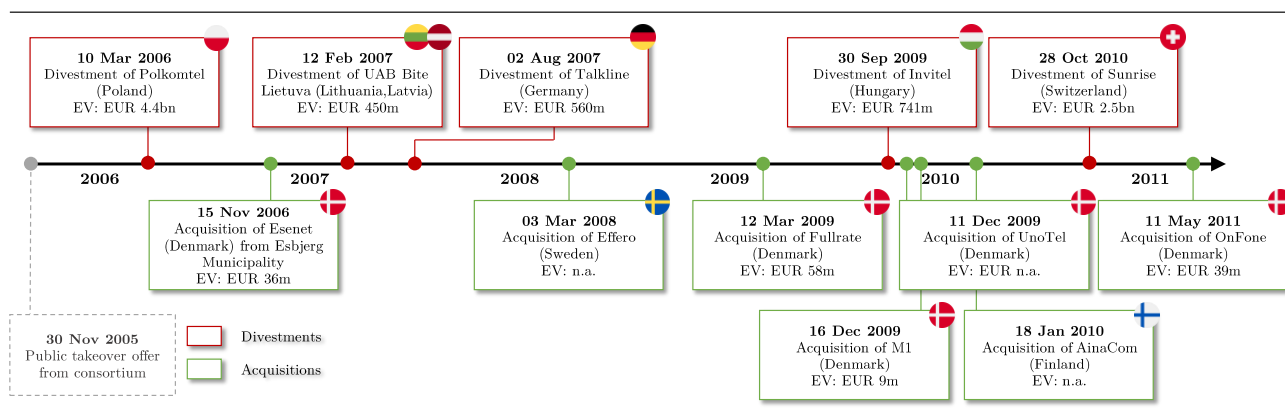 10 Mar 2006
Divestment of Polkomtel
(Poland)
EV: EUR 4.4bn
12 Feb 2007
Divestment of UAB Bite
Lietuva (Lithuania,Latvia)
EV: EUR 450m
02 Aug 2007
Divestment of Talkline
(Germany)
EV: EUR 560m
30 Sep 2009
Divestment of Invitel
(Hungary)
EV: EUR 741m
28 Oct 2010
Divestment of Sunrise
(Switzerland)
EV: EUR 2.5bn
2006
2007
2008
2009
2010
2011
15 Nov 2006
Acquisition of Esenet
(Denmark) from Esbjerg
Municipality
EV: EUR 36m
03 Mar 2008
Acquisition of Effero
(Sweden)
EV: n.a.
12 Mar 2009
Acquisition of Fullrate
(Denmark)
EV: EUR 58m
11 Dec 2009
Acquisition of UnoTel
(Denmark)
EV: EUR n.a.
11 May 2011
Acquisition of OnFone
(Denmark)
EV: EUR 39m
30 Nov 2005
Public takeover offer
from consortium
Divestments
Acquisitions
16 Dec 2009
Acquisition of M1
(Denmark)
EV: EUR 9m
18 Jan 2010
Acquisition of AinaCom
(Finland)
EV: n.a.